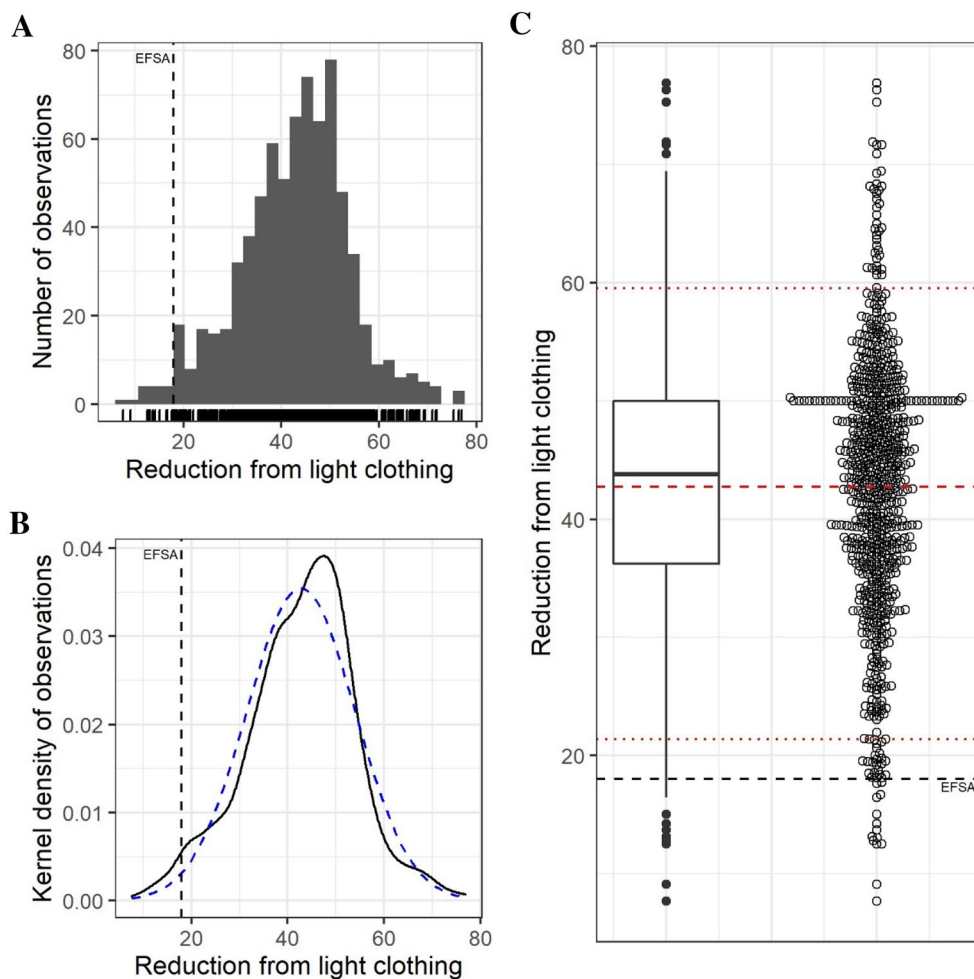 A
EFSA
80
60
40
20
0
Number of observations
20
40
60
80
Reduction from light clothing
B
EFSA
0.04
0.03
0.02
0.01
0.00
Kernel density of observations
20
40
60
80
Reduction from light clothing
C
80
60
40
20
Reduction from light clothing
EFSA